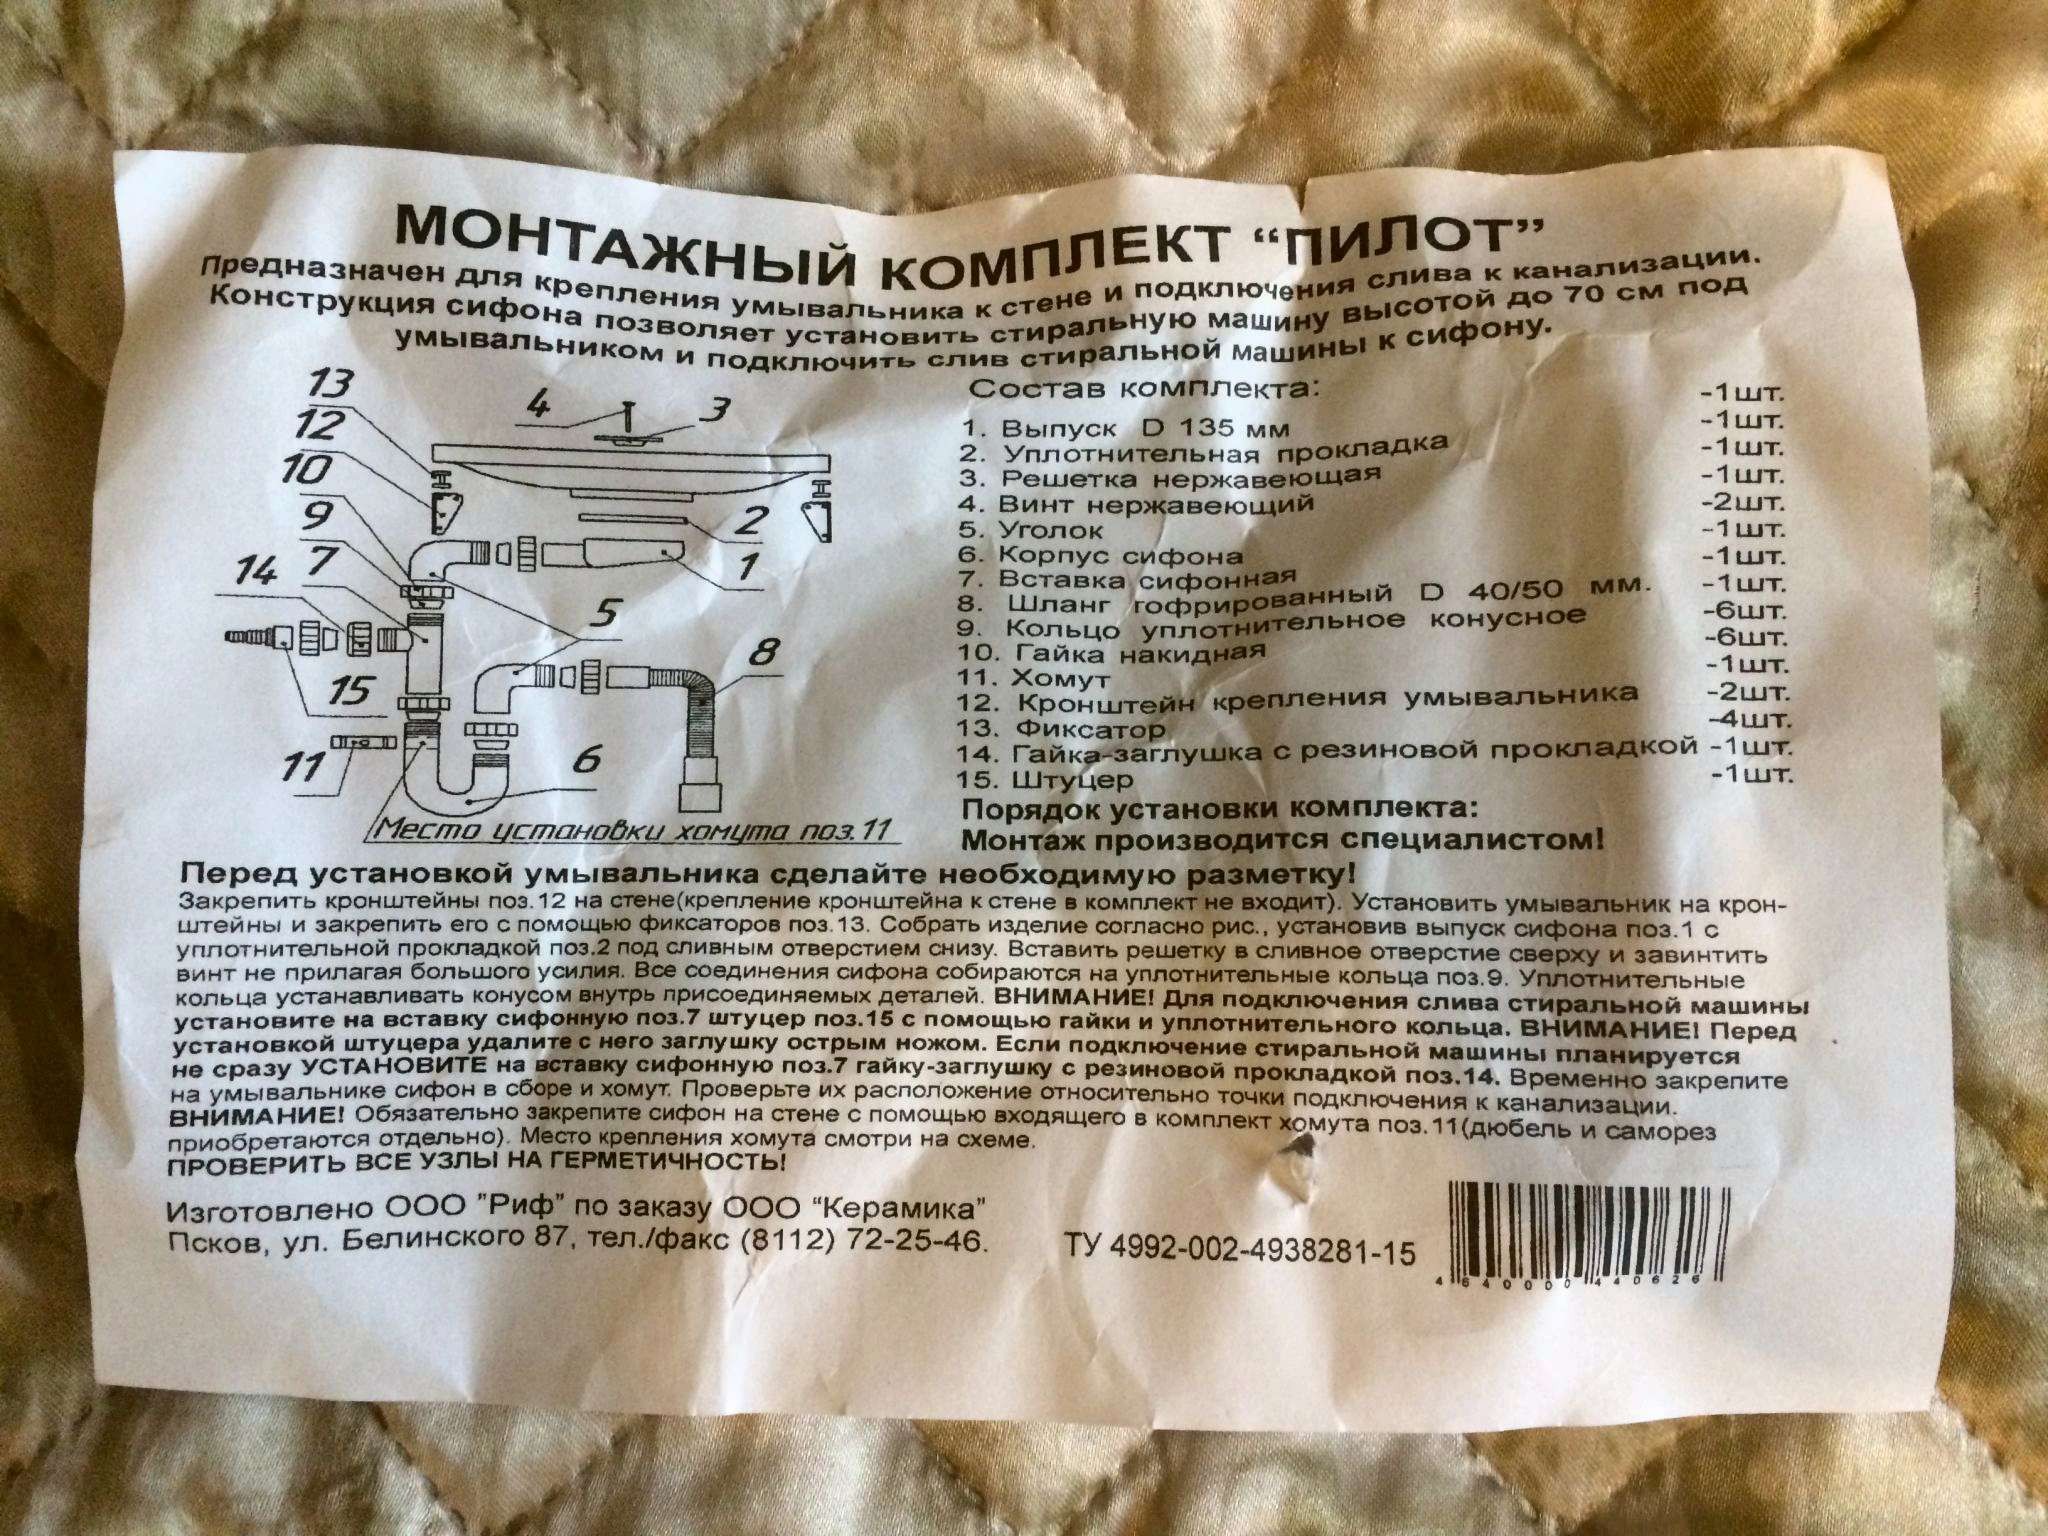 МОНТАЖНЫЙ КОМПЛЕКТ “ПИЛОТ”
Предназначен для крепления умывальника к стене и подключения слива к канализации.
Конструкция сифона позволяет установить стиральную машину высотой до 70 см под
умывальником и подключить слив стиральной машины к сифону.
13
12
10
9
7
14
15
11
4
3
2
1
5
8
6
Место установки хомута поз.11
Состав комплекта:
1. Выпуск D 135 мм -1шт.
2. Уплотнительная прокладка -1шт.
3. Решетка нержавеющая -1шт.
4. Винт нержавеющий -1шт.
5. Уголок -2шт.
6. Корпус сифона -1шт.
7. Вставка сифонная -1шт.
8. Шланг гофрированный D 40/50 мм. -1шт.
9. Кольцо уплотнительное конусное -6шт.
10. Гайка накидная -6шт.
11. Хомут -1шт.
12. Кронштейн крепления умывальника -2шт.
13. Фиксатор -4шт.
14. Гайка-заглушка с резиновой прокладкой -1шт.
15. Штуцер -1шт.
Порядок установки комплекта:
Монтаж производится специалистом!
Перед установкой умывальника сделайте необходимую разметку!
Закрепить кронштейны поз.12 на стене(крепление кронштейна к стене в комплект не входит). Установить умывальник на крон-
штейны и закрепить его с помощью фиксаторов поз.13. Собрать изделие согласно рис., установив выпуск сифона поз.1 с
уплотнительной прокладкой поз.2 под сливным отверстием снизу. Вставить решетку в сливное отверстие сверху и завинтить
винт не прилагая большого усилия. Все соединения сифона собираются на уплотнительные кольца поз.9. Уплотнительные
кольца устанавливать конусом внутрь присоединяемых деталей. ВНИМАНИЕ! Для подключения слива стиральной машины
установите на вставку сифонную поз.7 штуцер поз.15 с помощью гайки и уплотнительного кольца. ВНИМАНИЕ! Перед
установкой штуцера удалите с него заглушку острым ножом. Если подключение стиральной машины планируется
не сразу УСТАНОВИТЕ на вставку сифонную поз.7 гайку-заглушку с резиновой прокладкой поз.14. Временно закрепите
на умывальнике сифон в сборе и хомут. Проверьте их расположение относительно точки подключения к канализации.
ВНИМАНИЕ! Обязательно закрепите сифон на стене с помощью входящего в комплект хомута поз.11(дюбель и саморез
приобретаются отдельно). Место крепления хомута смотри на схеме.
ПРОВЕРИТЬ ВСЕ УЗЛЫ НА ГЕРМЕТИЧНОСТЬ!
Изготовлено ООО "Риф" по заказу ООО “Керамика”
Псков, ул. Белинского 87, тел./факс (8112) 72-25-46.
ТУ 4992-002-4938281-15
4 640000 440626